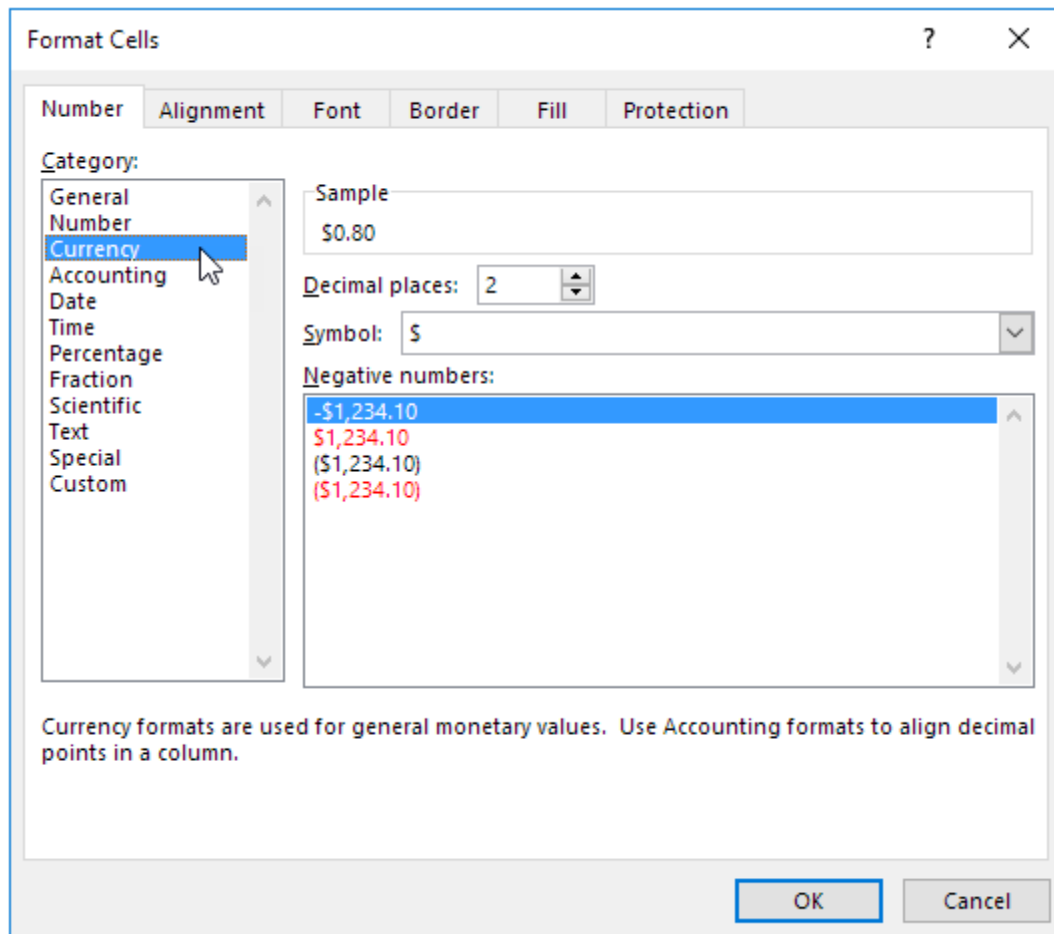 Format Cells
?
Number Alignment Font Border Fill Protection
Category:
General
Number
Currency
Accounting
Date
Time
Percentage
Fraction
Scientific
Text
Special
Custom
Sample
$0.80
Decimal places: 2
Symbol: $
Negative numbers:
-$1,234.10
$1,234.10
($1,234.10)
($1,234.10)
Currency formats are used for general monetary values.  Use Accounting formats to align decimal
points in a column.
OK Cancel